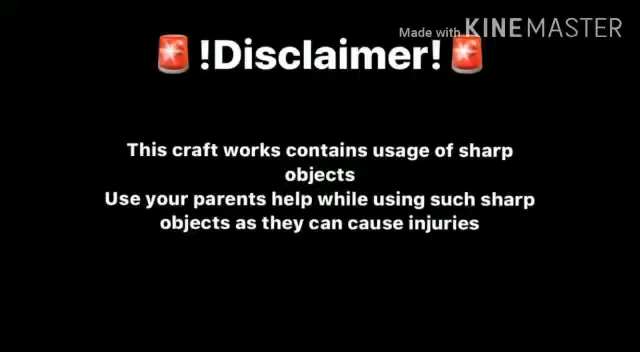 Made with KINEMASTER
🚨 !Disclaimer! 🚨
This craft works contains usage of sharp
objects
Use your parents help while using such sharp
objects as they can cause injuries